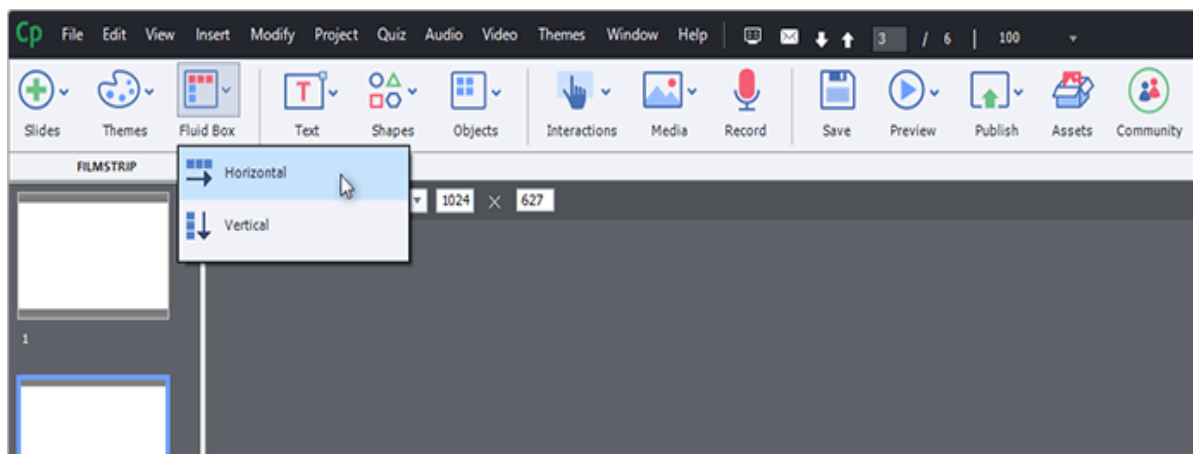 Cp File Edit View Insert Modify Project Quiz Audio Video Themes Window Help 3 / 6 | 100
T
Slides Themes Fluid Box Text Shapes Objects Interactions Media Record Save Preview Publish Assets Community
FILMSTRIP
Horizontal
1024 × 627
Vertical
1